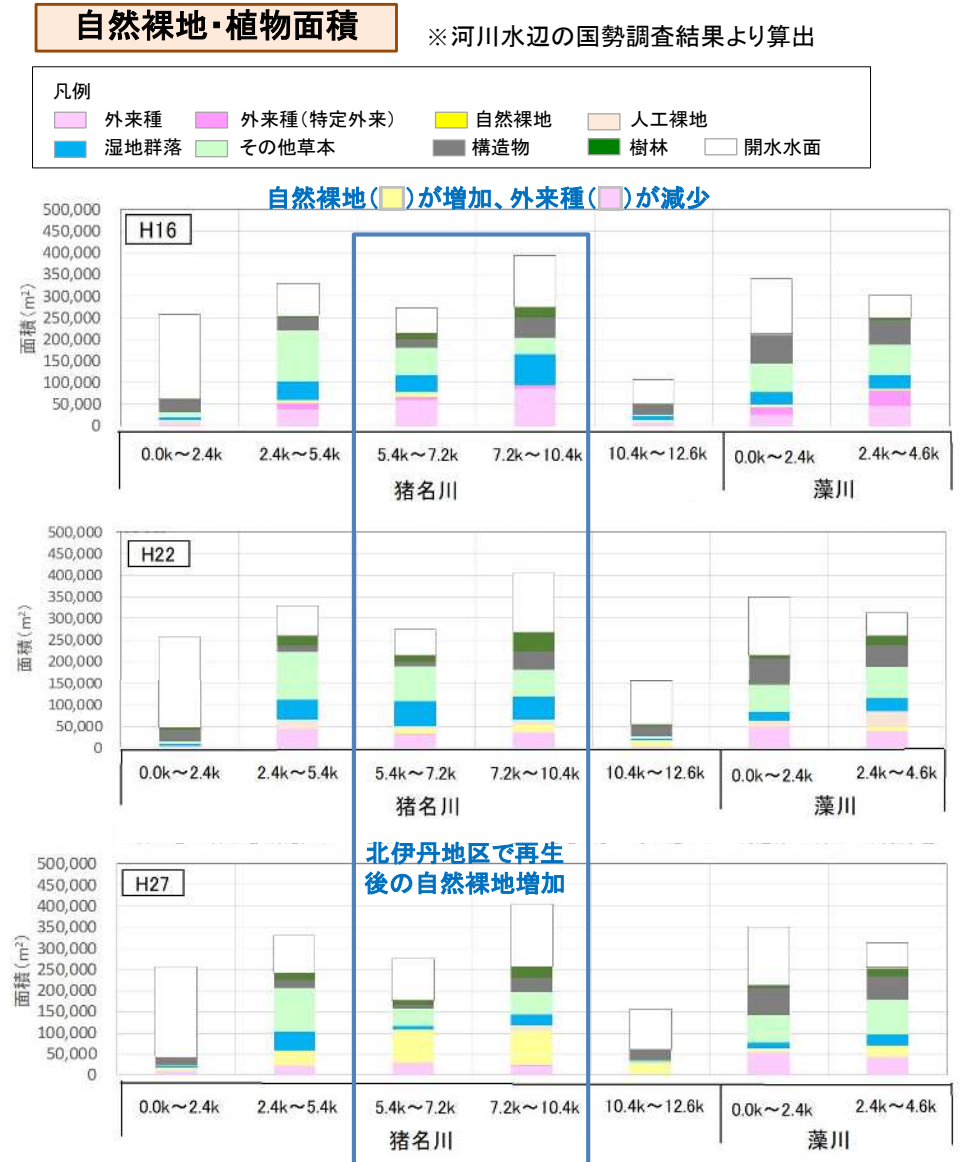 自然裸地・植物面積
※河川水辺の国勢調査結果より算出
凡例
外来種 外来種(特定外来) 自然裸地 人工裸地
湿地群落 その他草本 構造物 樹林 開水水面
自然裸地( )が増加、外来種( )が減少
H16
面積(m²)
500,000
450,000
400,000
350,000
300,000
250,000
200,000
150,000
100,000
50,000
0
0.0k～2.4k 2.4k～5.4k 5.4k～7.2k 7.2k～10.4k 10.4k～12.6k 0.0k～2.4k 2.4k～4.6k
猪名川 藻川
H22
面積(m²)
500,000
450,000
400,000
350,000
300,000
250,000
200,000
150,000
100,000
50,000
0
0.0k～2.4k 2.4k～5.4k 5.4k～7.2k 7.2k～10.4k 10.4k～12.6k 0.0k～2.4k 2.4k～4.6k
猪名川 藻川
北伊丹地区で再生
後の自然裸地増加
H27
面積(m²)
500,000
450,000
400,000
350,000
300,000
250,000
200,000
150,000
100,000
50,000
0
0.0k～2.4k 2.4k～5.4k 5.4k～7.2k 7.2k～10.4k 10.4k～12.6k 0.0k～2.4k 2.4k～4.6k
猪名川 藻川